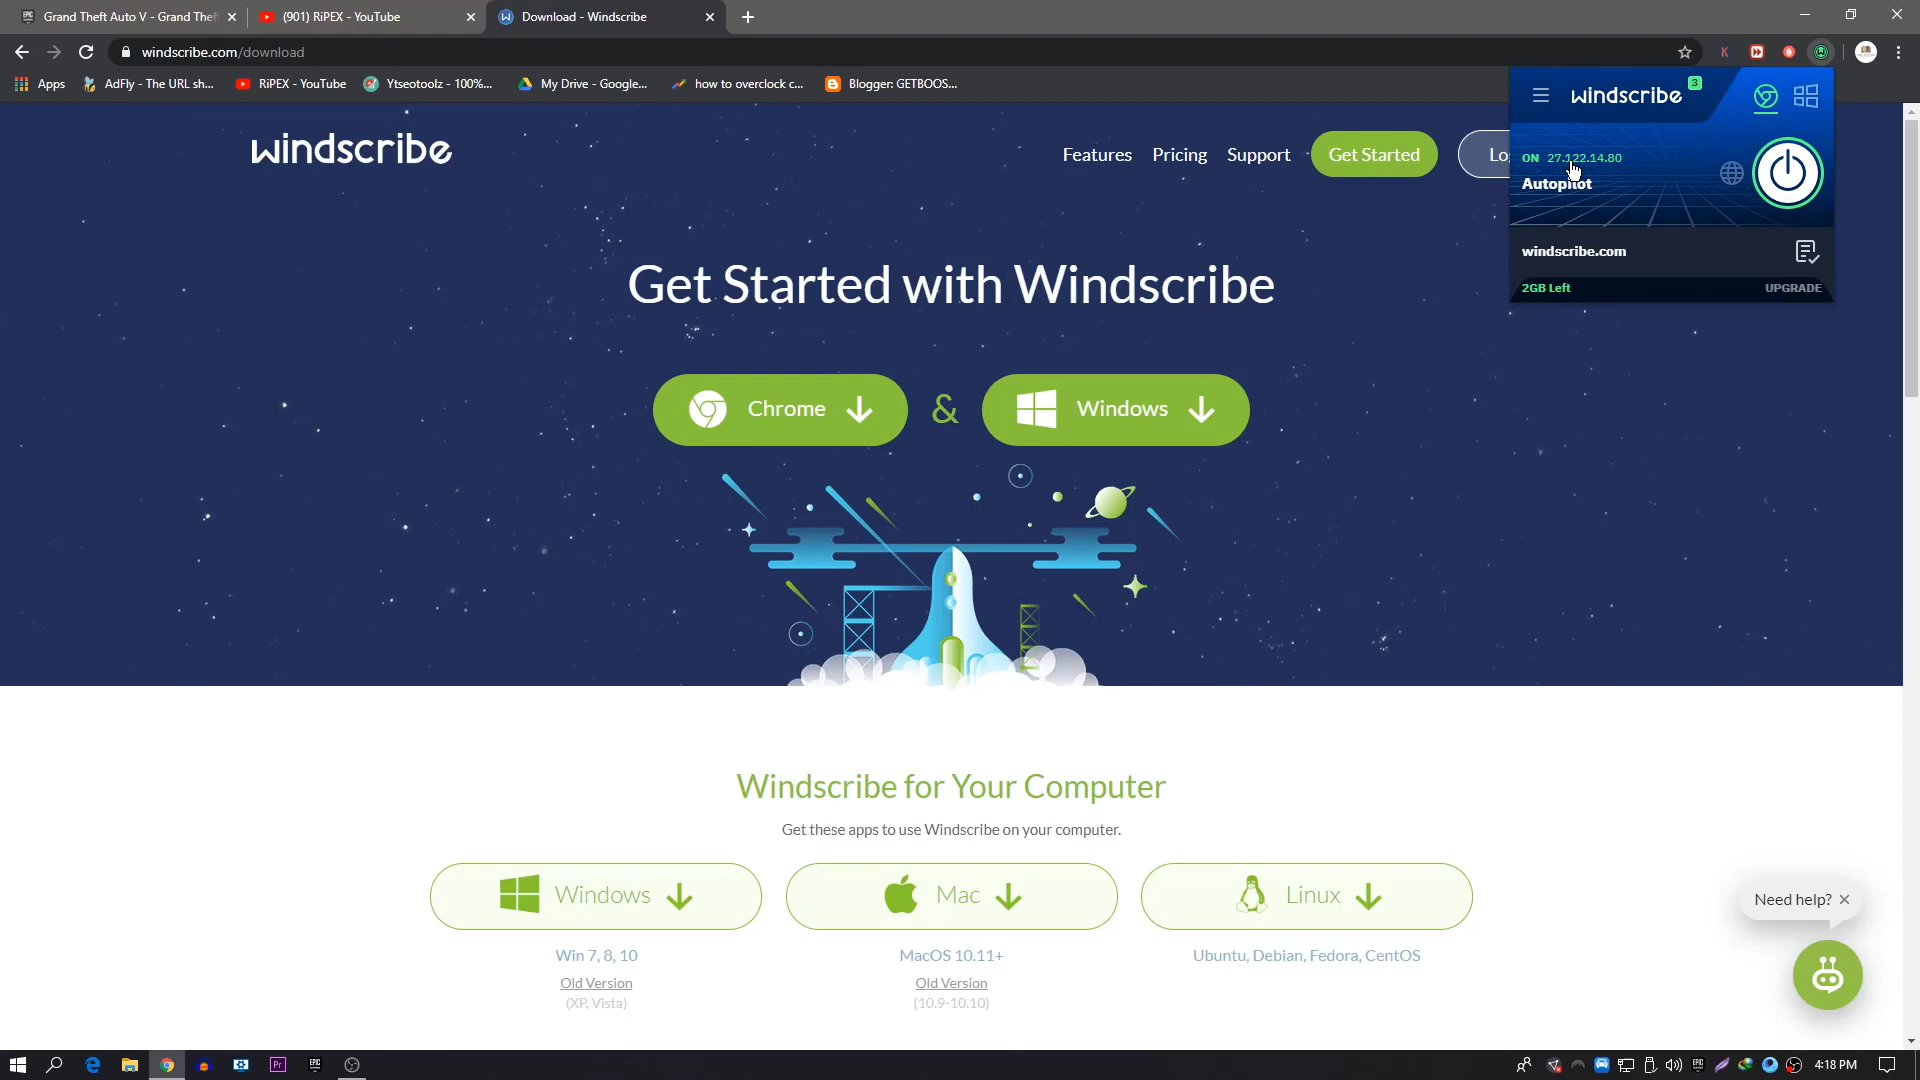 Grand Theft Auto V - Grand Thef
(901) RiPEX - YouTube
Download - Windscribe
windscribe.com/download
Apps
AdFly - The URL sh...
RiPEX - YouTube
Ytseotoolz - 100%...
My Drive - Google...
how to overclock c...
Blogger: GETBOOS...
windscribe
Features
Pricing
Support
Get Started
Lo
windscribe
3
ON 27.122.14.80
Autopilot
windscribe.com
2GB Left
UPGRADE
Get Started with Windscribe
Chrome
&
Windows
Windscribe for Your Computer
Get these apps to use Windscribe on your computer.
Windows
Mac
Linux
Win 7, 8, 10
MacOS 10.11+
Ubuntu, Debian, Fedora, CentOS
Old Version
Old Version
(XP, Vista)
(10.9-10.10)
Need help?
Pr
4:18 PM